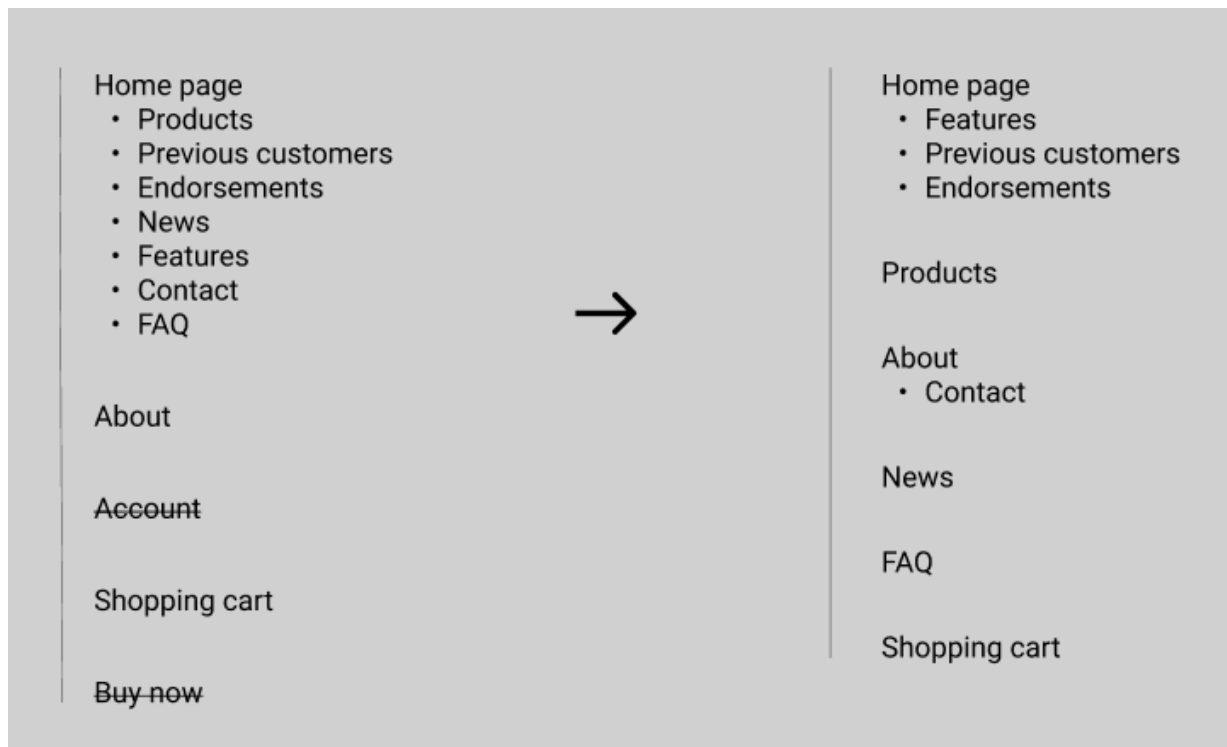 Home page
• Products
• Previous customers
• Endorsements
• News
• Features
• Contact
• FAQ
About
Account
Shopping cart
Buy now
Home page
• Features
• Previous customers
• Endorsements
Products
About
• Contact
News
FAQ
Shopping cart